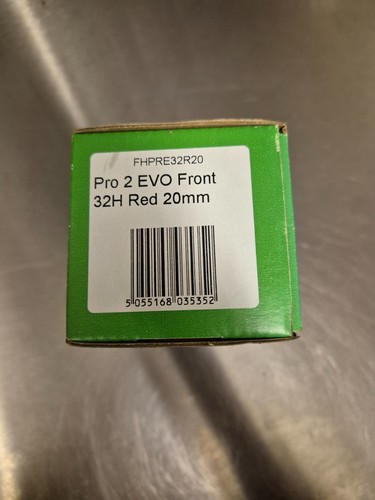 FHPRE32R20
Pro 2 EVO Front
32H Red 20mm
5 055168 035352